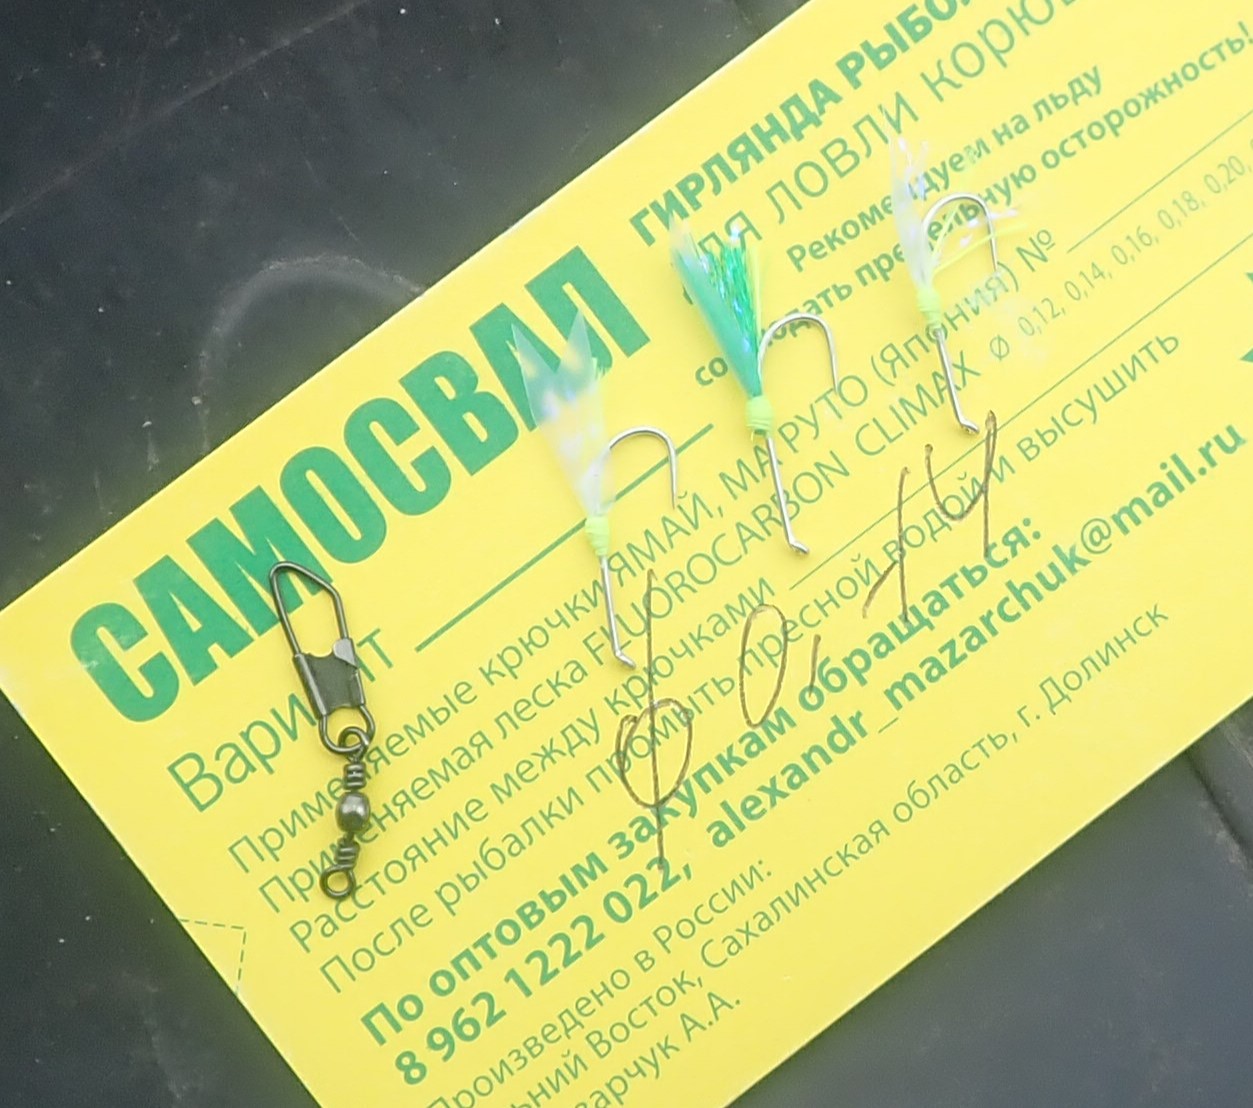 САМОСВАЛ
Вариант
ГИРЛЯНДА РЫБОЛ
для ЛОВЛИ КОРЮ
Рекомендуем на льду
соблюдать предельную осторожность!
Применяемые крючки ЯМАЙ, МАРУТО (Япония) №
Применяемая леска FLUOROCARBON CLIMAX ø 0,12, 0,14, 0,16, 0,18, 0,20,
Расстояние между крючками
После рыбалки промыть пресной водой и высушить
ф 0,14
По оптовым закупкам обращаться:
8 962 1222 022, alexandr_mazarchuk@mail.ru
Произведено в России:
ьний Восток, Сахалинская область, г. Долинск
зарчук А.А.